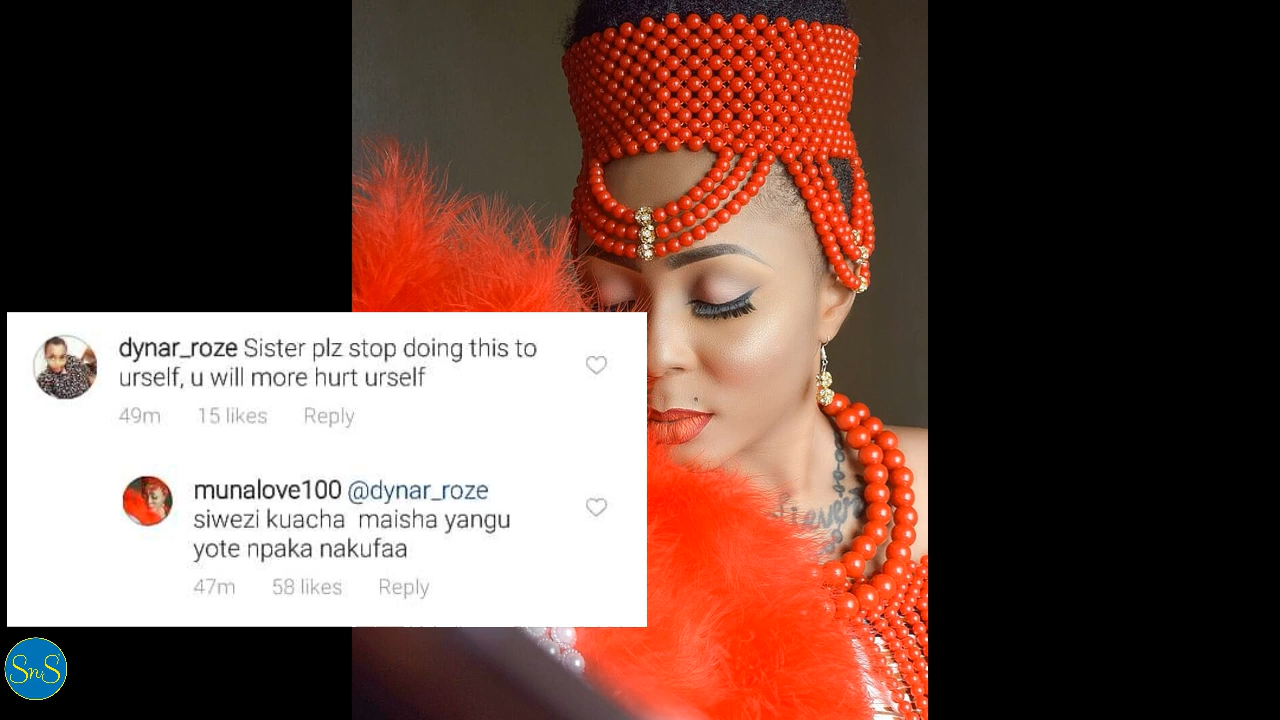 dynar_roze Sister plz stop doing this to
urself, u will more hurt urself
49m 15 likes Reply
munalove100 @dynar_roze
siwezi kuacha maisha yangu
yote npaka nakufaa
47m 58 likes Reply
SnS